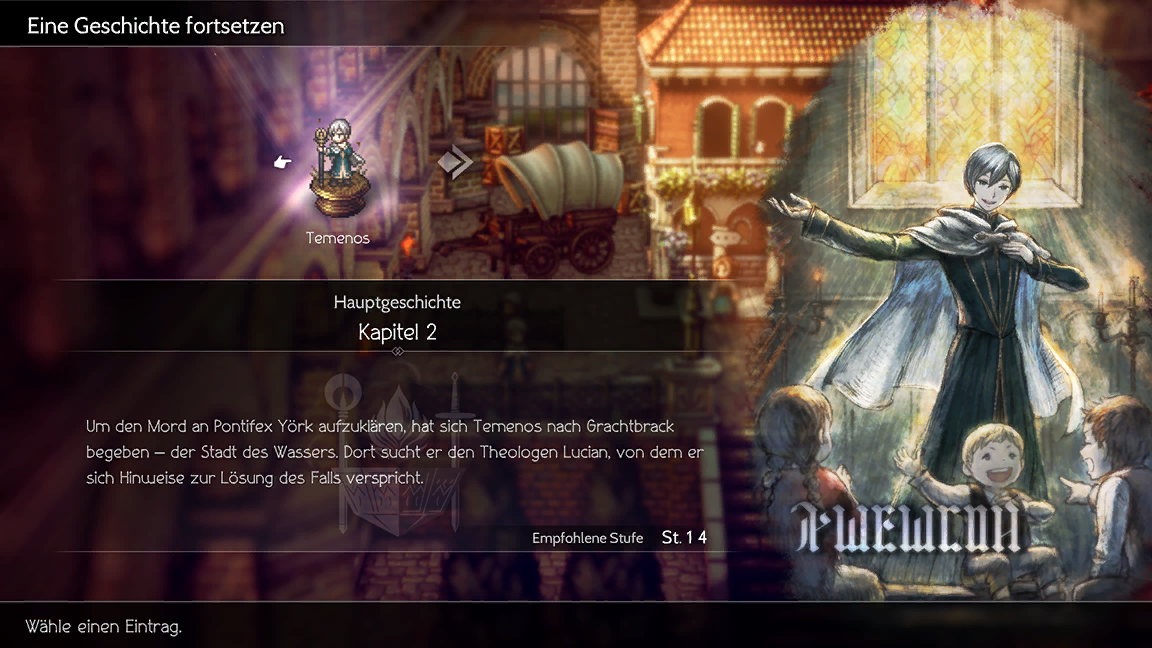 Eine Geschichte fortsetzen
Temenos
Hauptgeschichte
Kapitel 2
Um den Mord an Pontifex Yörk aufzuklären, hat sich Temenos nach Grachtbrack
begeben – der Stadt des Wassers. Dort sucht er den Theologen Lucian, von dem er
sich Hinweise zur Lösung des Falls verspricht.
Empfohlene Stufe St. 14
Wähle einen Eintrag.